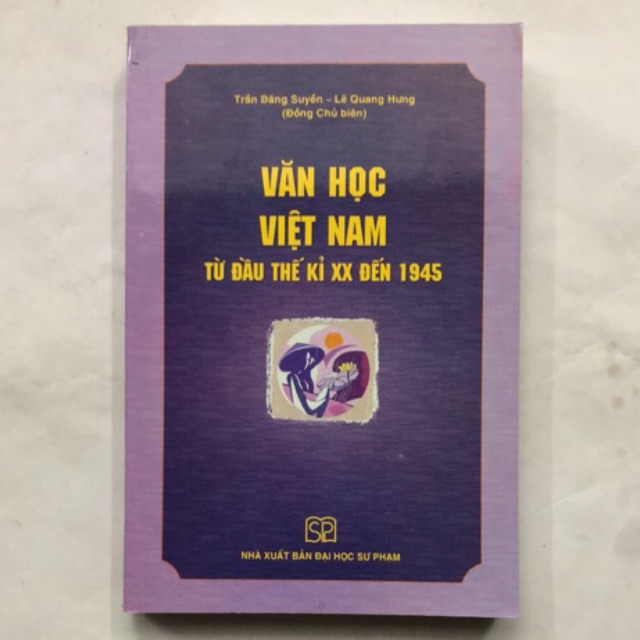 Trần Đăng Suyền - Lê Quang Hưng
(Đồng Chủ biên)
VĂN HỌC
VIỆT NAM
TỪ ĐẦU THẾ KỈ XX ĐẾN 1945
SP
NHÀ XUẤT BẢN ĐẠI HỌC SƯ PHẠM